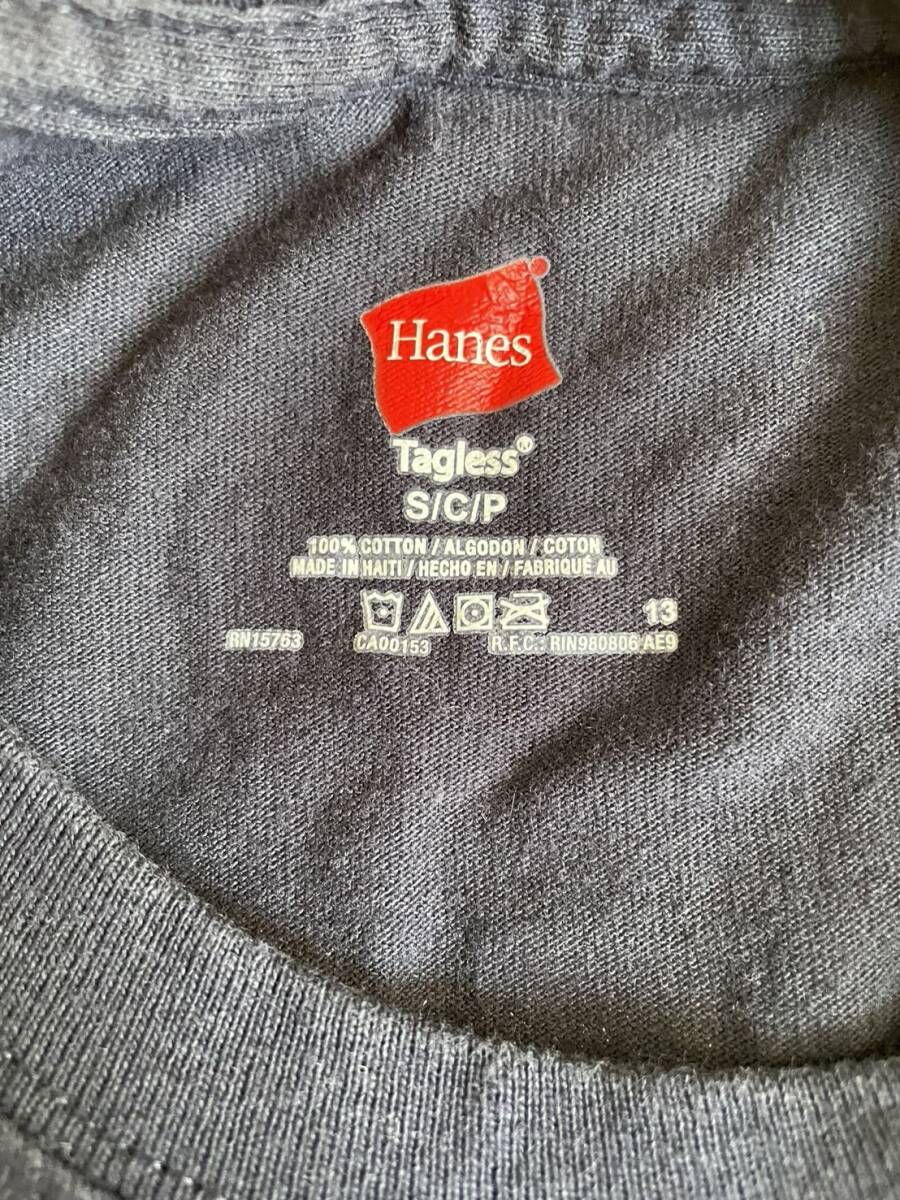 Hanes
Tagless®
S/C/P
100% COTTON / ALGODON / COTON
MADE IN HAITI / HECHO EN / FABRIQUÉ AU
13
RN15763 CA00153 R.F.C.: RIN980806 AE9